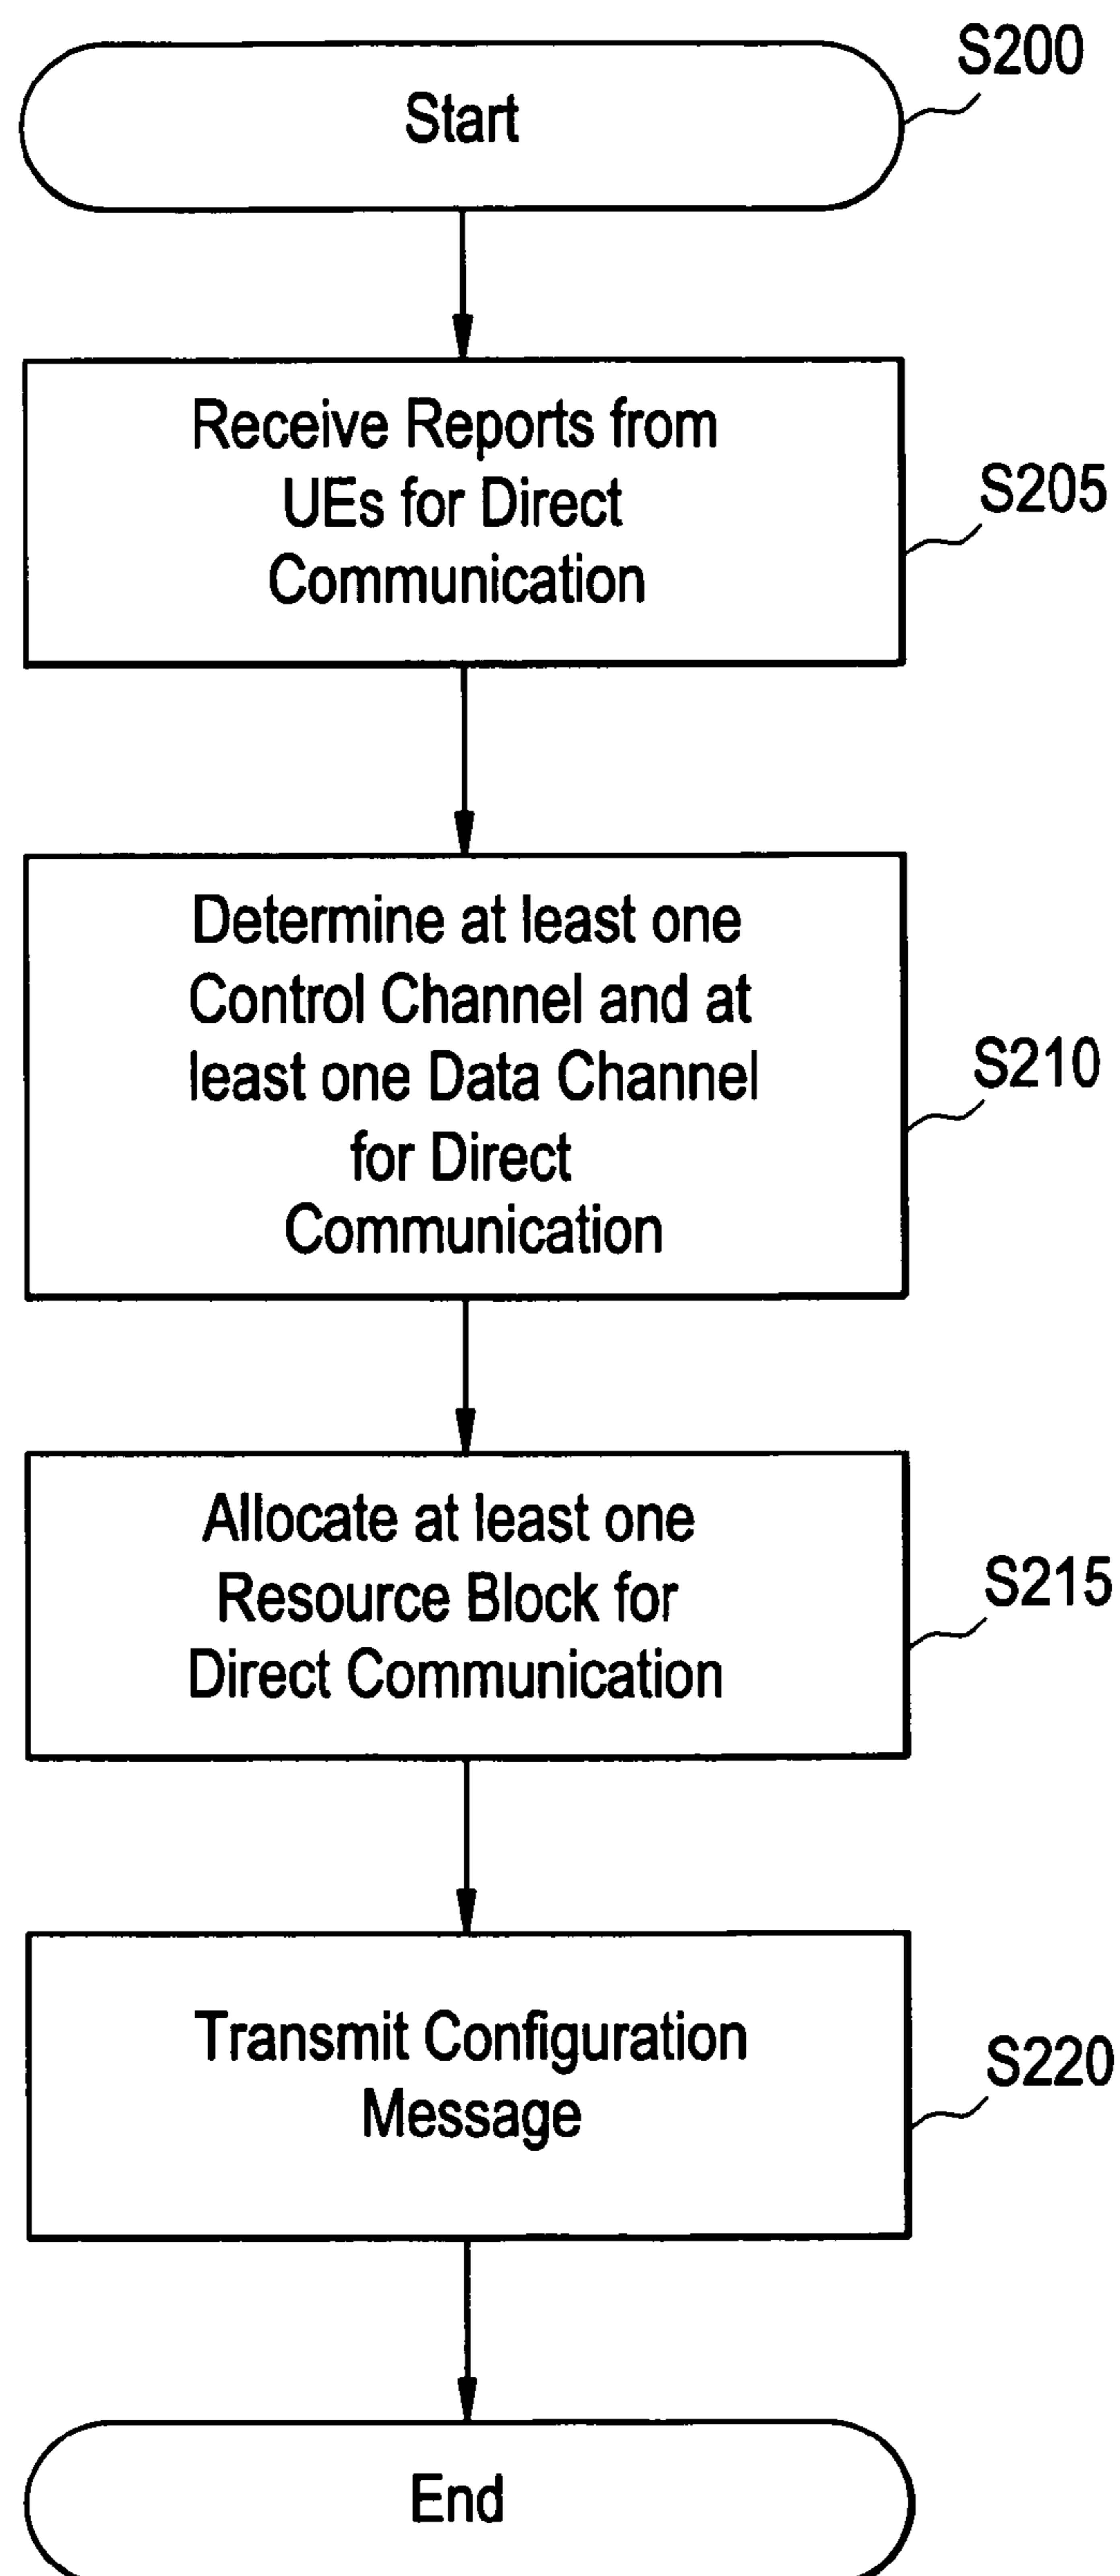 Start
S200
Receive Reports from
UEs for Direct
Communication
S205
Determine at least one
Control Channel and at
least one Data Channel
for Direct
Communication
S210
Allocate at least one
Resource Block for
Direct Communication
S215
Transmit Configuration
Message
S220
End